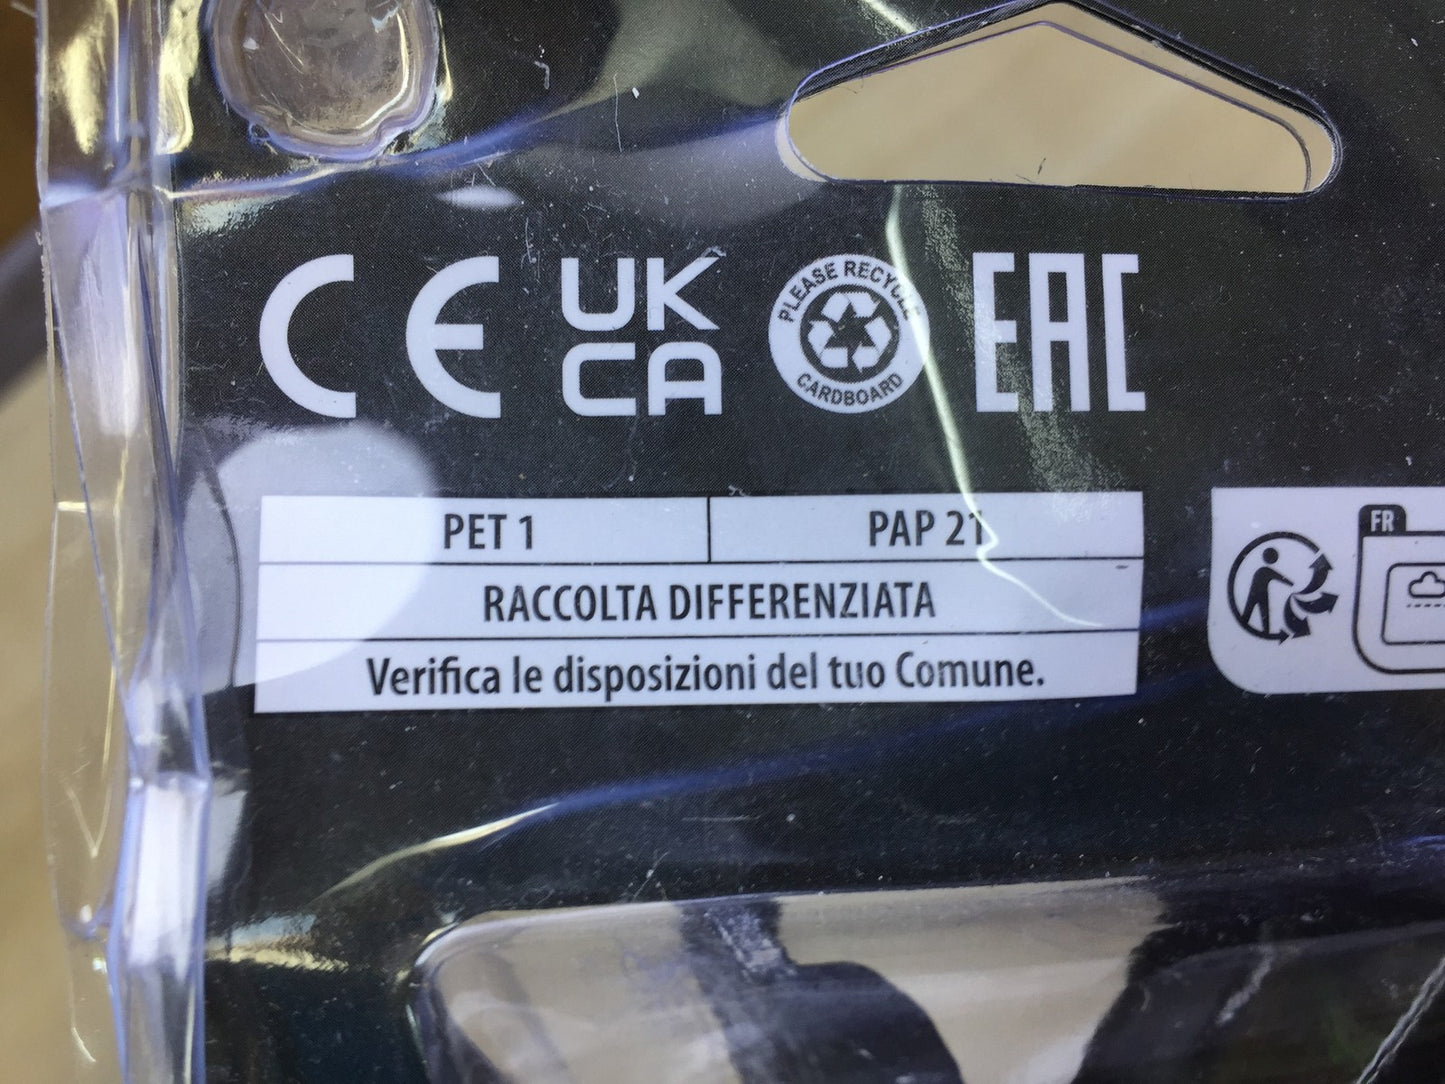 CE
UK
CA
PLEASE RECYCLE
CARDBOARD
EAC
PET 1
PAP 21
RACCOLTA DIFFERENZIATA
Verifica le disposizioni del tuo Comune.
FR